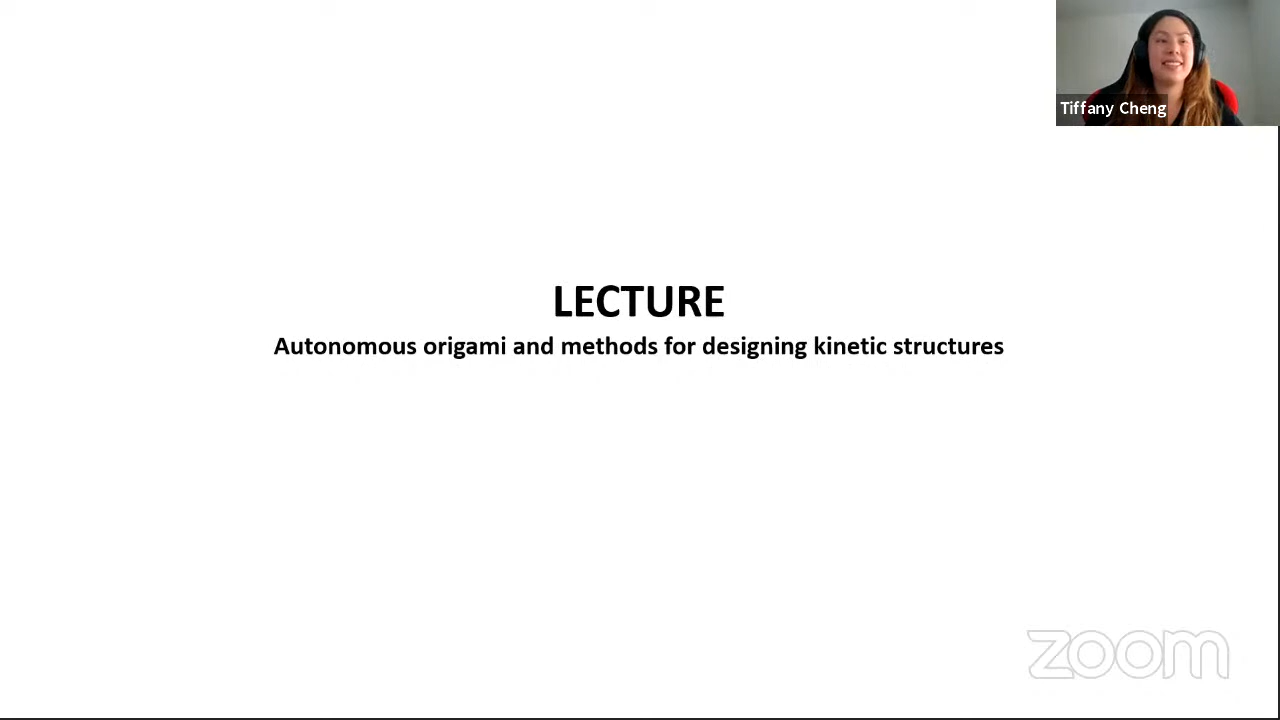 Tiffany Cheng
LECTURE
Autonomous origami and methods for designing kinetic structures
zoom